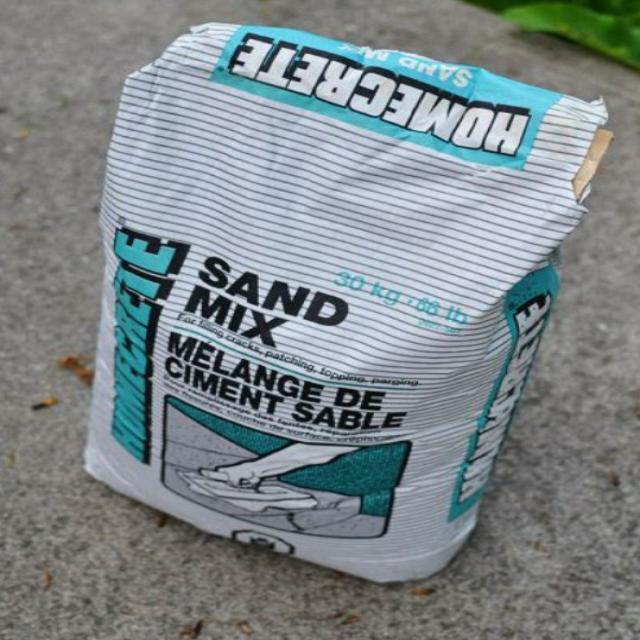 HOMECRETE
SAND MIX
HOMECRETE
30 kg · 66 lb
SAND
MIX
For filling cracks, patching, topping, parging
MÉLANGE DE
CIMENT SABLE
HOMECRETE